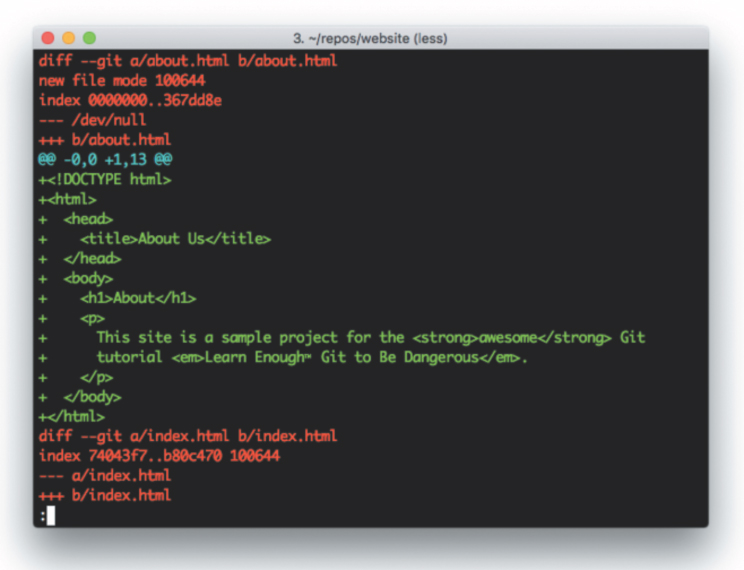 3. ~/repos/website (less)
diff --git a/about.html b/about.html
new file mode 100644
index 0000000..367dd8e
--- /dev/null
+++ b/about.html
@@ -0,0 +1,13 @@
+<!DOCTYPE html>
+<html>
+  <head>
+    <title>About Us</title>
+  </head>
+  <body>
+    <h1>About</h1>
+    <p>
+      This site is a sample project for the <strong>awesome</strong> Git
+      tutorial <em>Learn Enough™ Git to Be Dangerous</em>.
+    </p>
+  </body>
+</html>
diff --git a/index.html b/index.html
index 74043f7..b80c470 100644
--- a/index.html
+++ b/index.html
: